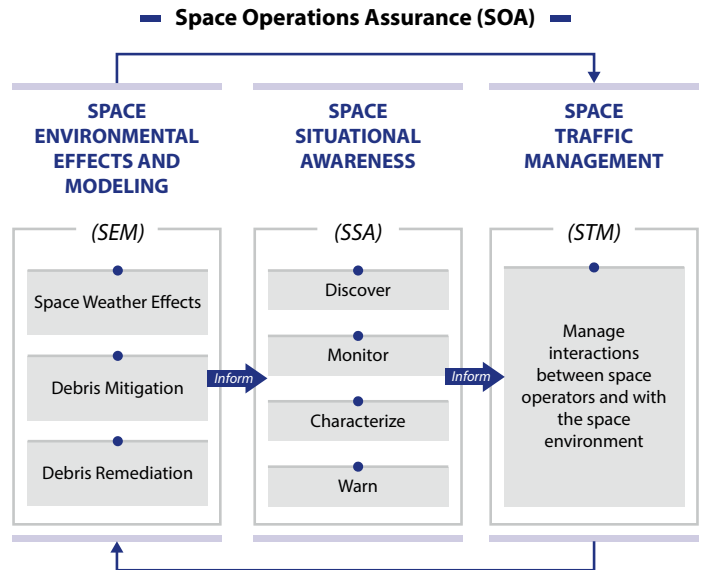 Space Operations Assurance (SOA)
SPACE
ENVIRONMENTAL
EFFECTS AND
MODELING
(SEM)
Space Weather Effects
Debris Mitigation
Debris Remediation
Inform
SPACE
SITUATIONAL
AWARENESS
(SSA)
Discover
Monitor
Characterize
Warn
Inform
SPACE
TRAFFIC
MANAGEMENT
(STM)
Manage
interactions
between space
operators and with
the space
environment